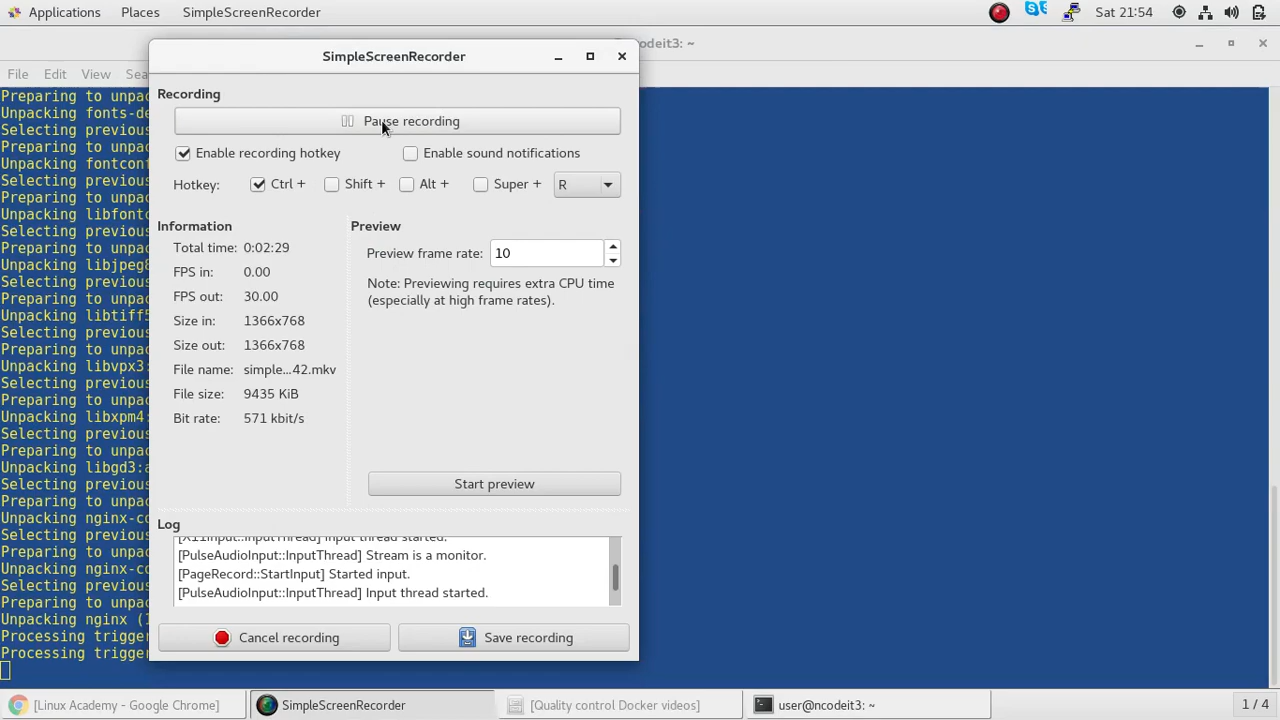 Applications Places SimpleScreenRecorder Sat 21:54
ncodeit3: ~
File Edit View Sea
SimpleScreenRecorder
Recording
Pause recording
Enable recording hotkey Enable sound notifications
Hotkey: Ctrl + Shift + Alt + Super + R
Information
Total time: 0:02:29
FPS in: 0.00
FPS out: 30.00
Size in: 1366x768
Size out: 1366x768
File name: simple...42.mkv
File size: 9435 KiB
Bit rate: 571 kbit/s
Preview
Preview frame rate: 10
Note: Previewing requires extra CPU time
(especially at high frame rates).
Start preview
Log
[X11Input::InputThread] Input thread started.
[PulseAudioInput::InputThread] Stream is a monitor.
[PageRecord::StartInput] Started input.
[PulseAudioInput::InputThread] Input thread started.
Cancel recording Save recording
Preparing to unpac
Unpacking fonts-de
Selecting previous
Preparing to unpac
Unpacking fontconf
Selecting previous
Preparing to unpac
Unpacking libfontc
Selecting previous
Preparing to unpac
Unpacking libjpeg8
Selecting previous
Preparing to unpac
Unpacking libtiff5
Selecting previous
Preparing to unpac
Unpacking libvpx3:
Selecting previous
Preparing to unpac
Unpacking libxpm4:
Selecting previous
Preparing to unpac
Unpacking libgd3:a
Selecting previous
Preparing to unpac
Unpacking nginx-co
Selecting previous
Preparing to unpac
Unpacking nginx-co
Selecting previous
Preparing to unpac
Unpacking nginx (1
Processing trigger
Processing trigger
[Linux Academy - Google Chrome] SimpleScreenRecorder [Quality control Docker videos] user@ncodeit3: ~ 1 / 4